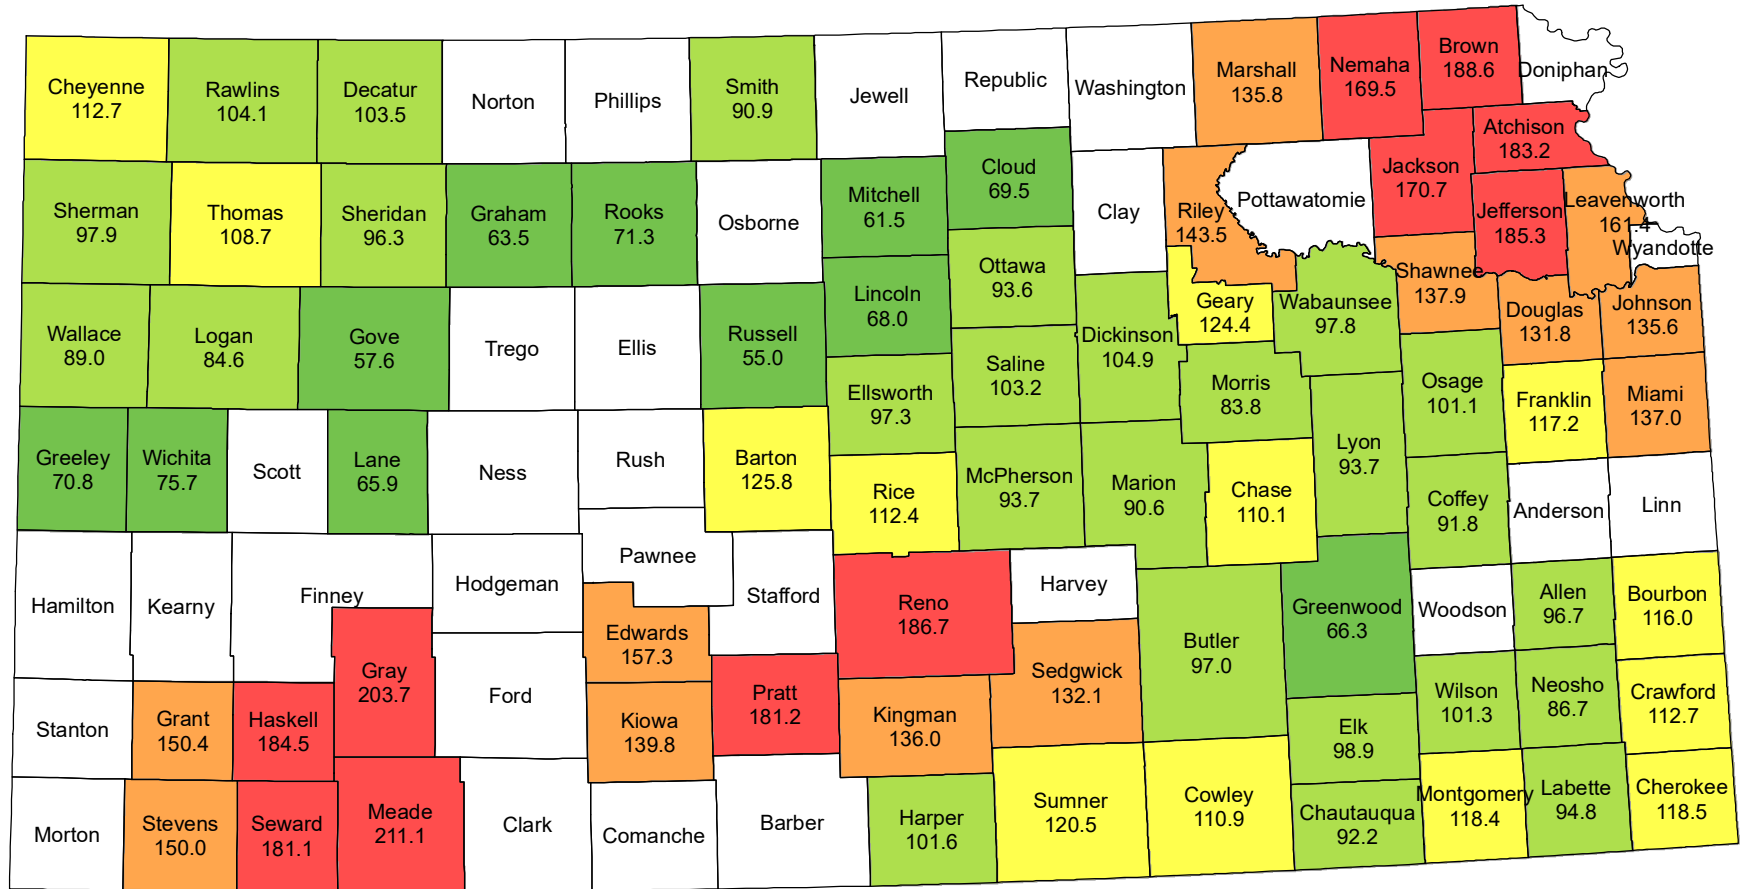 Cheyenne
112.7
Rawlins
104.1
Decatur
103.5
Norton
Phillips
Smith
90.9
Jewell
Republic
Washington
Marshall
135.8
Nemaha
169.5
Brown
188.6
Doniphan
Sherman
97.9
Thomas
108.7
Sheridan
96.3
Graham
63.5
Rooks
71.3
Osborne
Mitchell
61.5
Cloud
69.5
Clay
Riley
143.5
Pottawatomie
Jackson
170.7
Atchison
183.2
Jefferson
185.3
Leavenworth
161.4
Wyandotte
Wallace
89.0
Logan
84.6
Gove
57.6
Trego
Ellis
Russell
55.0
Lincoln
68.0
Ottawa
93.6
Saline
103.2
Dickinson
104.9
Geary
124.4
Wabaunsee
97.8
Shawnee
137.9
Douglas
131.8
Johnson
135.6
Ellsworth
97.3
Morris
83.8
Osage
101.1
Franklin
117.2
Miami
137.0
Greeley
70.8
Wichita
75.7
Scott
Lane
65.9
Ness
Rush
Barton
125.8
Rice
112.4
McPherson
93.7
Marion
90.6
Chase
110.1
Lyon
93.7
Coffey
91.8
Anderson
Linn
Hamilton
Kearny
Finney
Hodgeman
Pawnee
Stafford
Edwards
157.3
Reno
186.7
Harvey
Butler
97.0
Greenwood
66.3
Woodson
Allen
96.7
Bourbon
116.0
Stanton
Grant
150.4
Haskell
184.5
Gray
203.7
Ford
Kiowa
139.8
Pratt
181.2
Kingman
136.0
Sedgwick
132.1
Elk
98.9
Wilson
101.3
Neosho
86.7
Crawford
112.7
Morton
Stevens
150.0
Seward
181.1
Meade
211.1
Clark
Comanche
Barber
Harper
101.6
Sumner
120.5
Cowley
110.9
Chautauqua
92.2
Montgomery
118.4
Labette
94.8
Cherokee
118.5